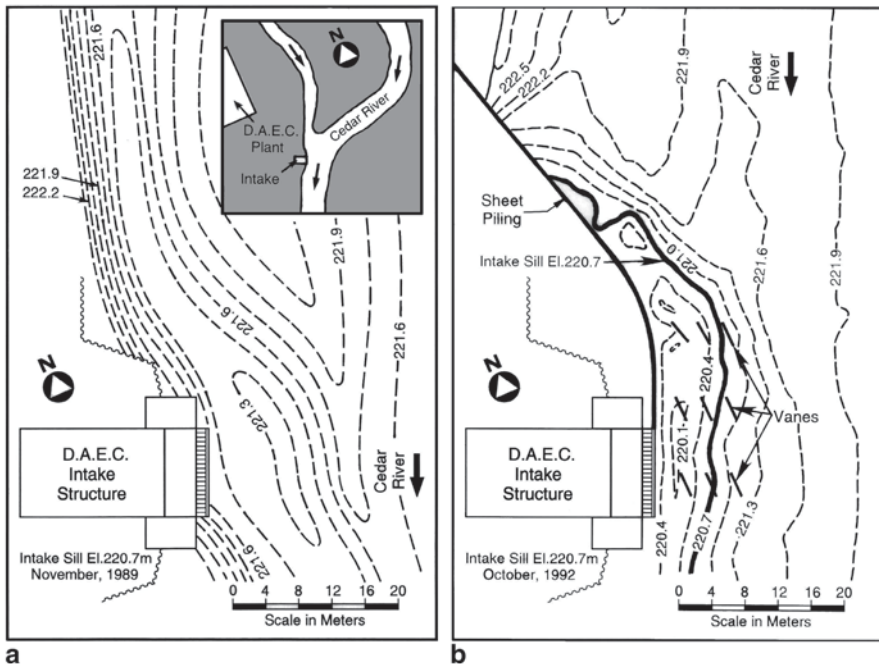 221.6
221.9
222.2
N
D.A.E.C.
Plant
Intake
Cedar River
221.9
221.6
221.6
221.3
N
D.A.E.C.
Intake
Structure
Cedar
River
221.6
Intake Sill El.220.7m
November, 1989
0 4 8 12 16 20
Scale in Meters
a
222.5
222.2
221.9
Cedar
River
Sheet
Piling
Intake Sill El.220.7
221.0
221.6
221.9
N
220.4
Vanes
220.1
D.A.E.C.
Intake
Structure
220.4
220.7
221.3
Intake Sill El.220.7m
October, 1992
0 4 8 12 16 20
Scale in Meters
b